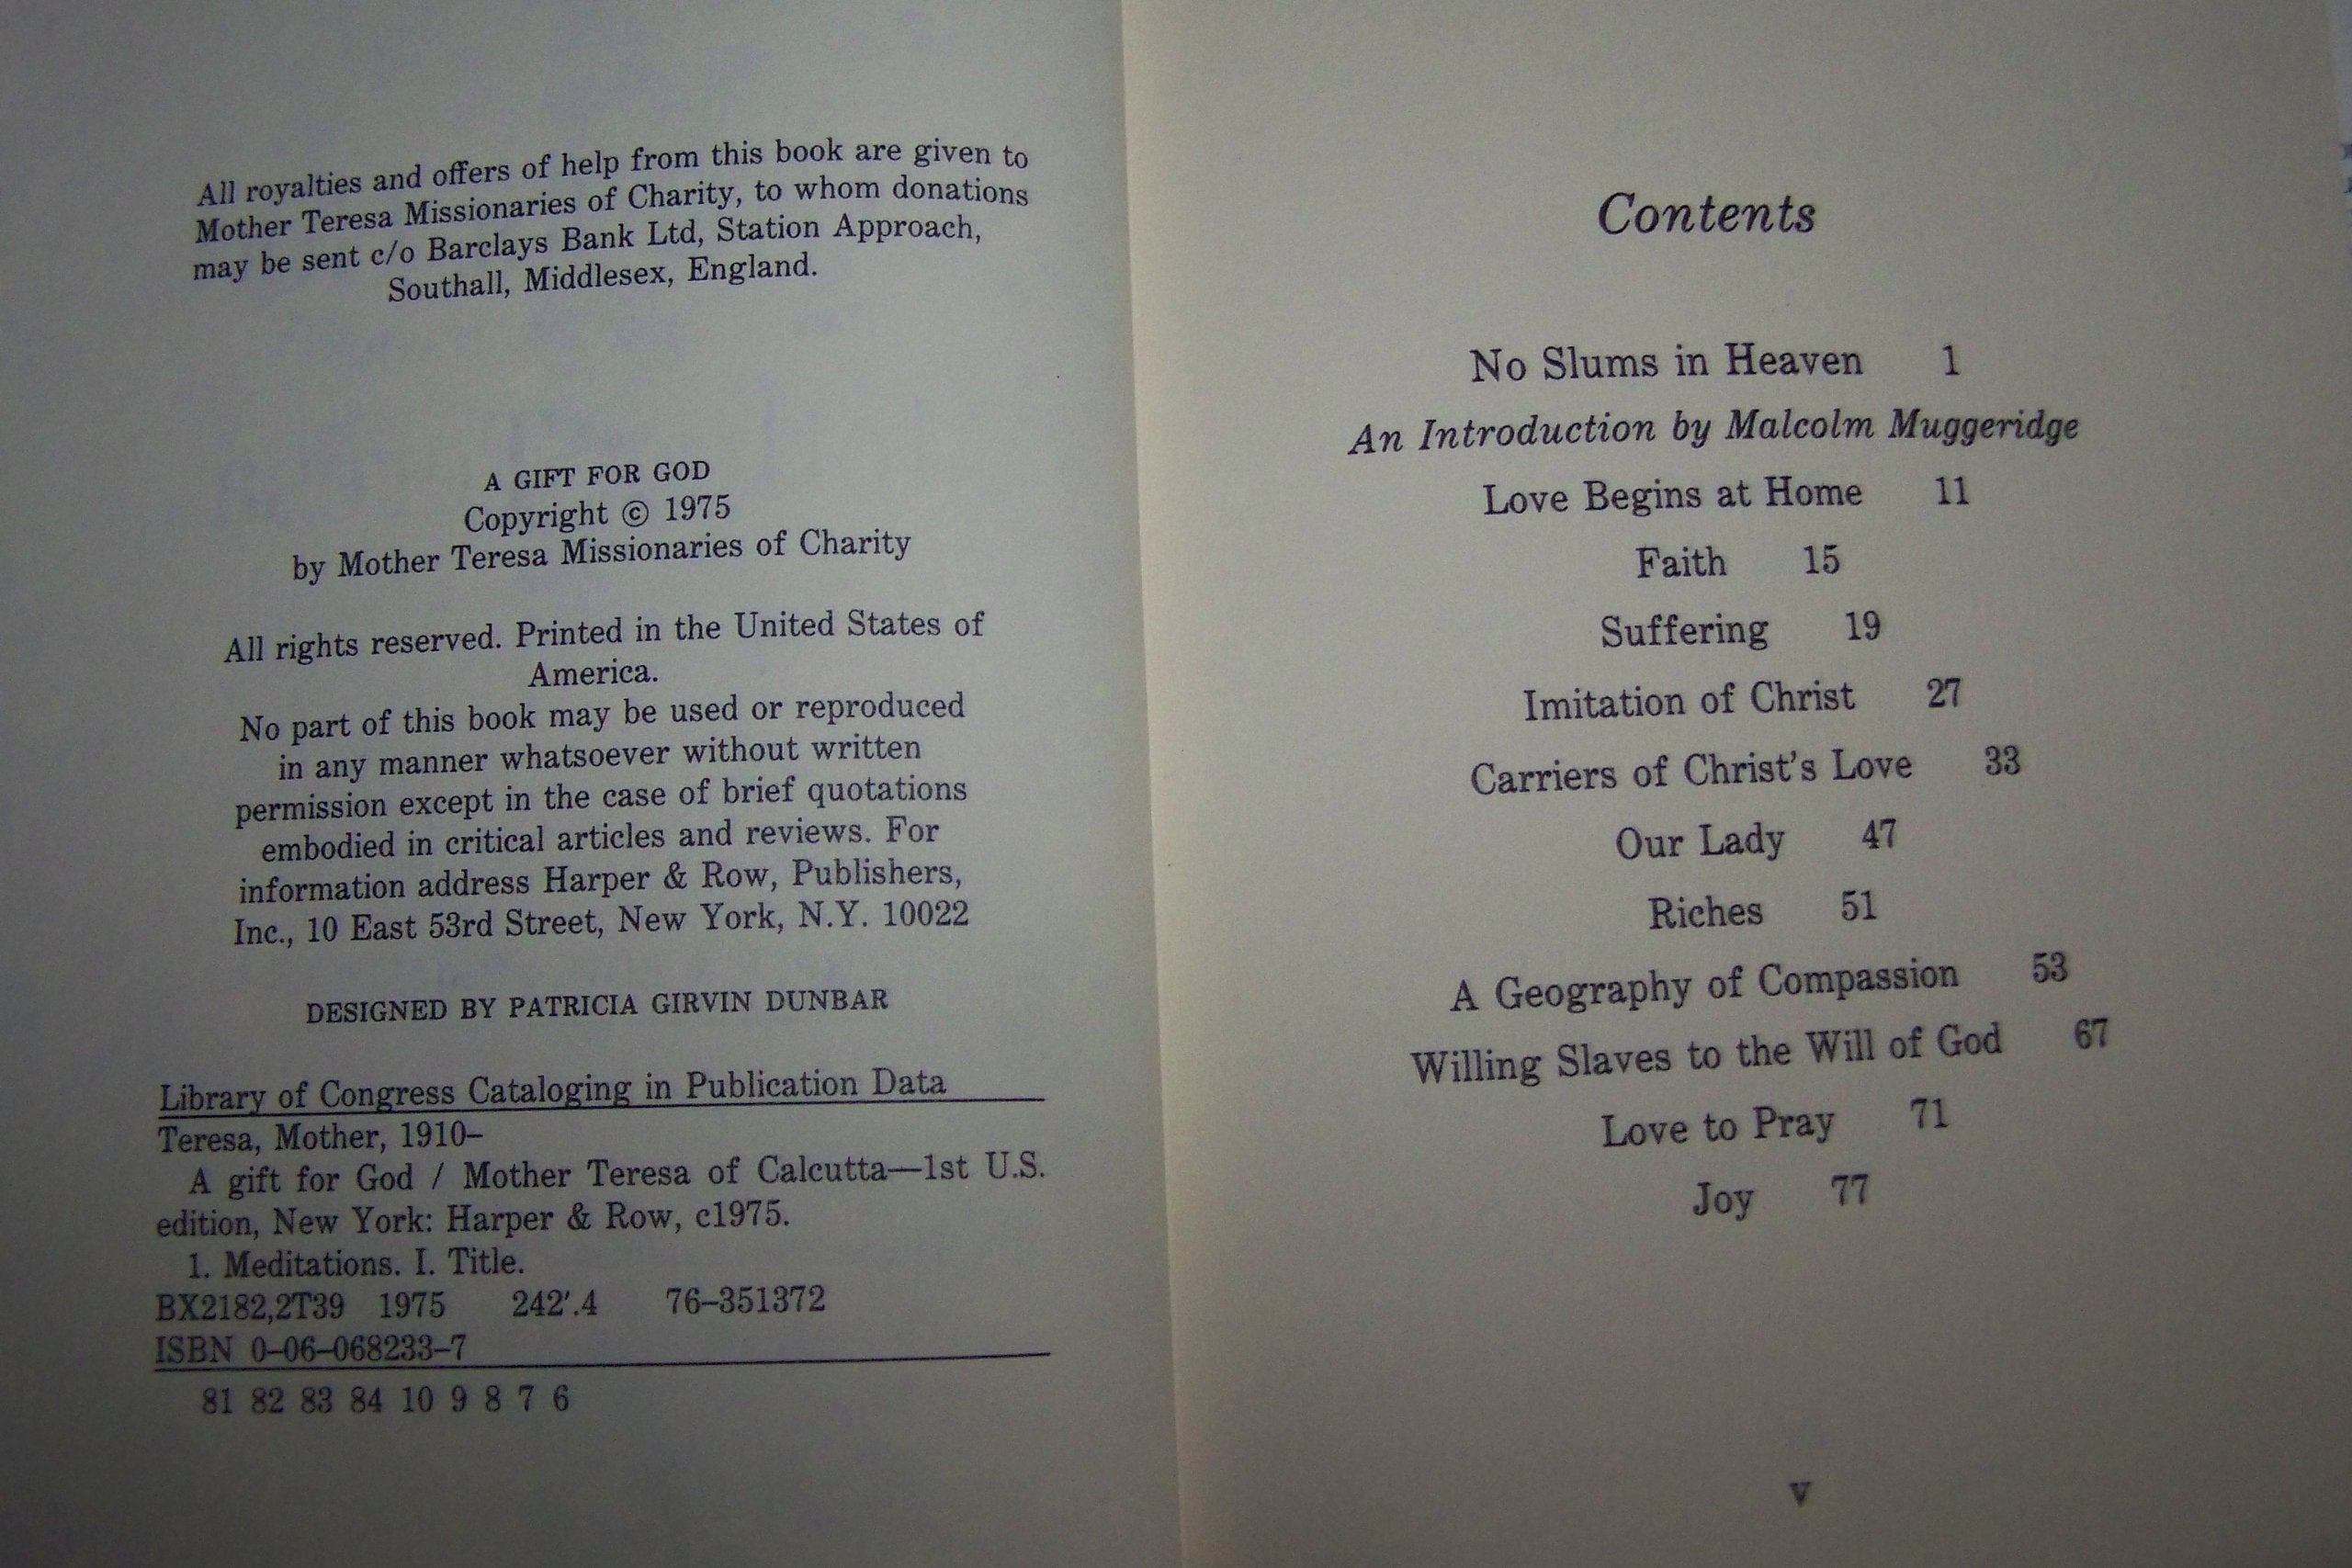 All royalties and offers of help from this book are given to
Mother Teresa Missionaries of Charity, to whom donations
may be sent c/o Barclays Bank Ltd, Station Approach,
Southall, Middlesex, England.
A GIFT FOR GOD
Copyright © 1975
by Mother Teresa Missionaries of Charity
All rights reserved. Printed in the United States of
America.
No part of this book may be used or reproduced
in any manner whatsoever without written
permission except in the case of brief quotations
embodied in critical articles and reviews. For
information address Harper & Row, Publishers,
Inc., 10 East 53rd Street, New York, N.Y. 10022
DESIGNED BY PATRICIA GIRVIN DUNBAR
Library of Congress Cataloging in Publication Data
Teresa, Mother, 1910–
A gift for God / Mother Teresa of Calcutta—1st U.S.
edition, New York: Harper & Row, c1975.
1. Meditations. I. Title.
BX2182,2T39 1975 242'.4 76–351372
ISBN 0–06–068233–7
81 82 83 84 10 9 8 7 6
Contents
No Slums in Heaven 1
An Introduction by Malcolm Muggeridge
Love Begins at Home 11
Faith 15
Suffering 19
Imitation of Christ 27
Carriers of Christ's Love 33
Our Lady 47
Riches 51
A Geography of Compassion 53
Willing Slaves to the Will of God 67
Love to Pray 71
Joy 77
v